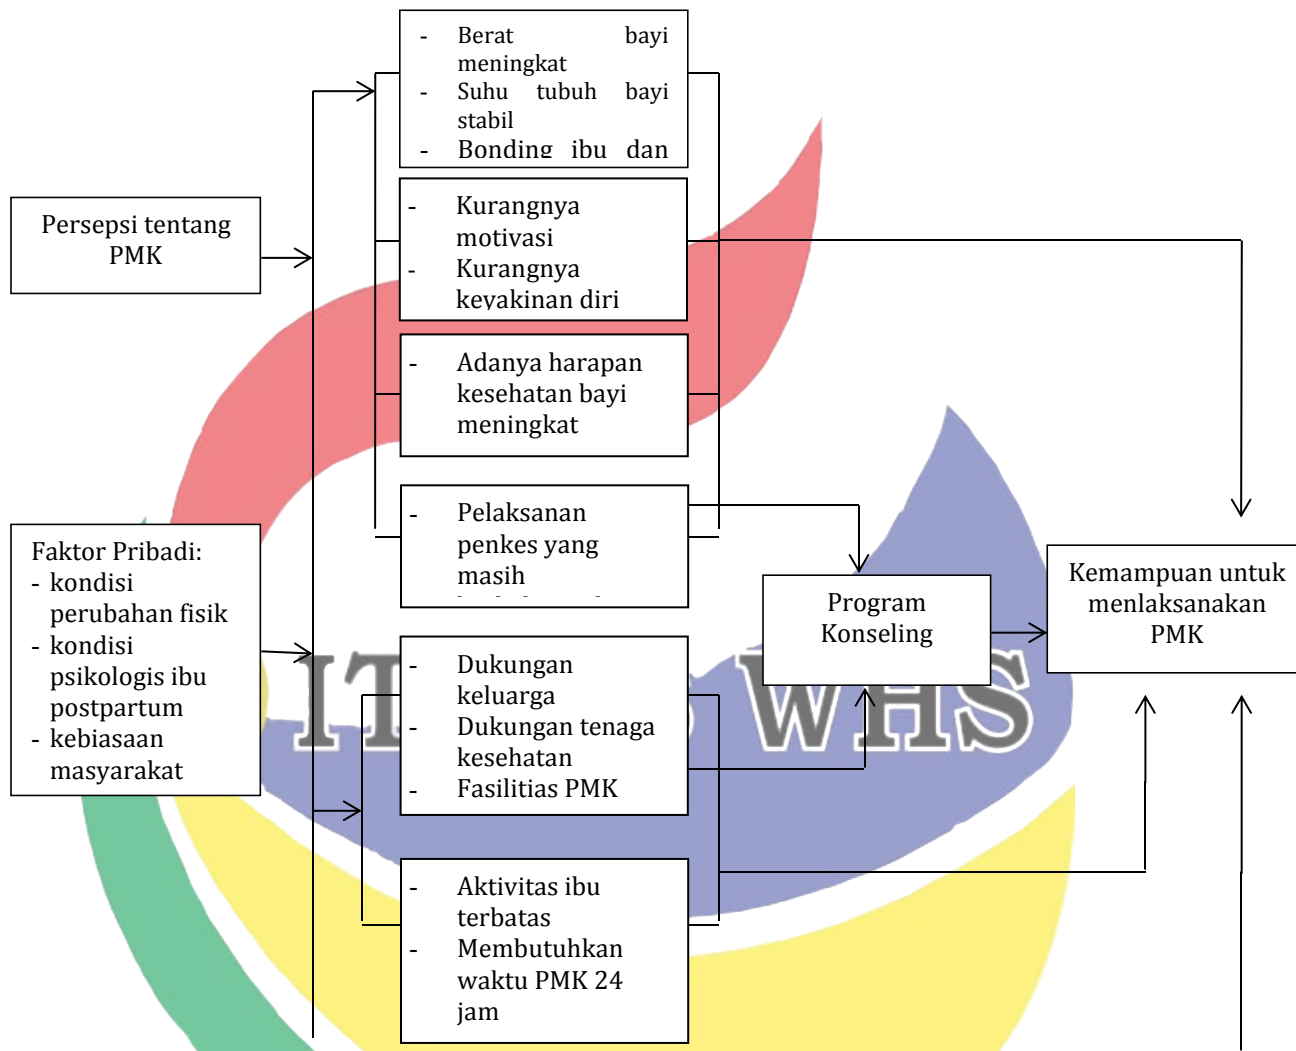 - Berat bayi
meningkat
- Suhu tubuh bayi
stabil
- Bonding ibu dan
Persepsi tentang
PMK
- Kurangnya
motivasi
- Kurangnya
keyakinan diri
- Adanya harapan
kesehatan bayi
meningkat
Faktor Pribadi:
- kondisi
perubahan fisik
- kondisi
psikologis ibu
postpartum
- kebiasaan
masyarakat
- Pelaksanan
penkes yang
masih
Program
Konseling
Kemampuan untuk
menlaksanakan
PMK
- Dukungan
keluarga
- Dukungan tenaga
kesehatan
- Fasilitias PMK
WHS
- Aktivitas ibu
terbatas
- Membutuhkan
waktu PMK 24
jam